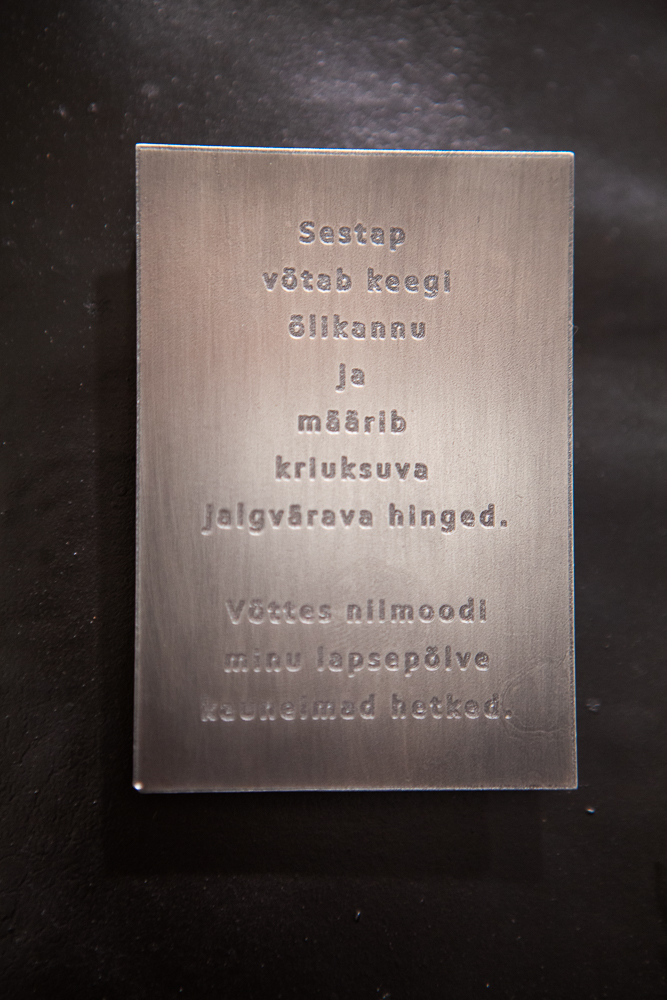 Sestap
võtab keegi
õlikannu
ja
määrib
kriuksuva
jalgvärava hinged.
Võttes niimoodi
minu lapsepõlve
kauneimad hetked.